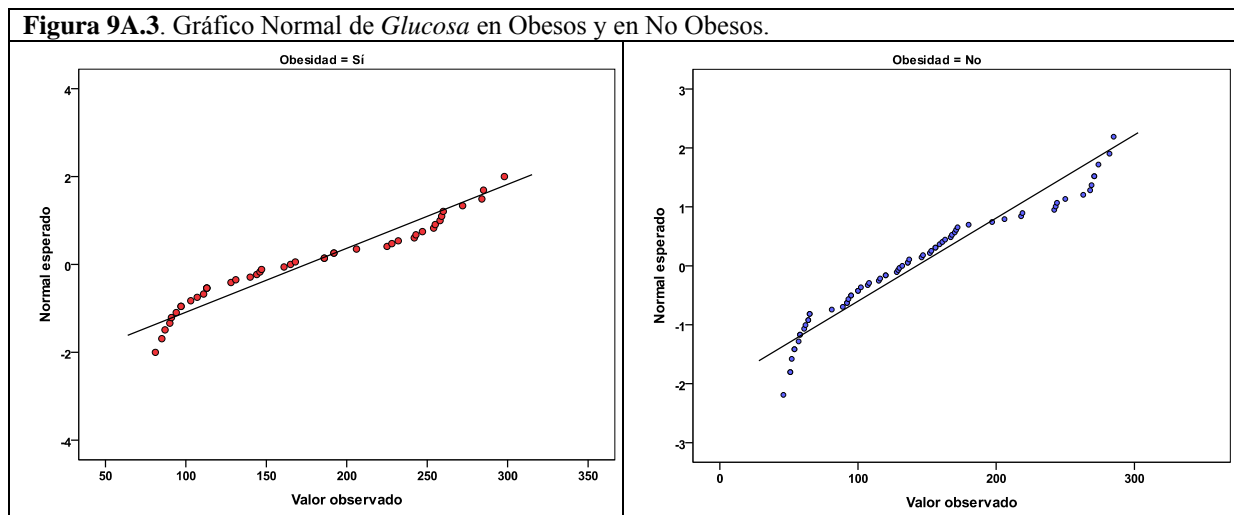 Figura 9A.3. Gráfico Normal de Glucosa en Obesos y en No Obesos.
Obesidad = Sí
4
2
0
-2
-4
Normal esperado
50 100 150 200 250 300 350
Valor observado
Obesidad = No
3
2
1
0
-1
-2
-3
Normal esperado
0 100 200 300
Valor observado